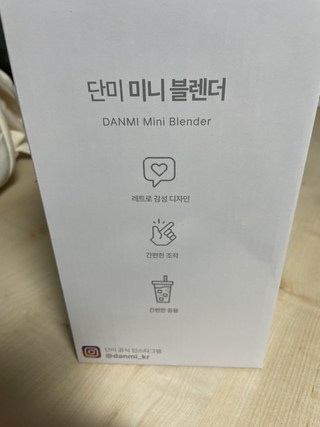 단미 미니 블렌더
DANMI Mini Blender
레트로 감성 디자인
간편한 조작
간편한 음용
단미 공식 인스타그램
@danmi_kr